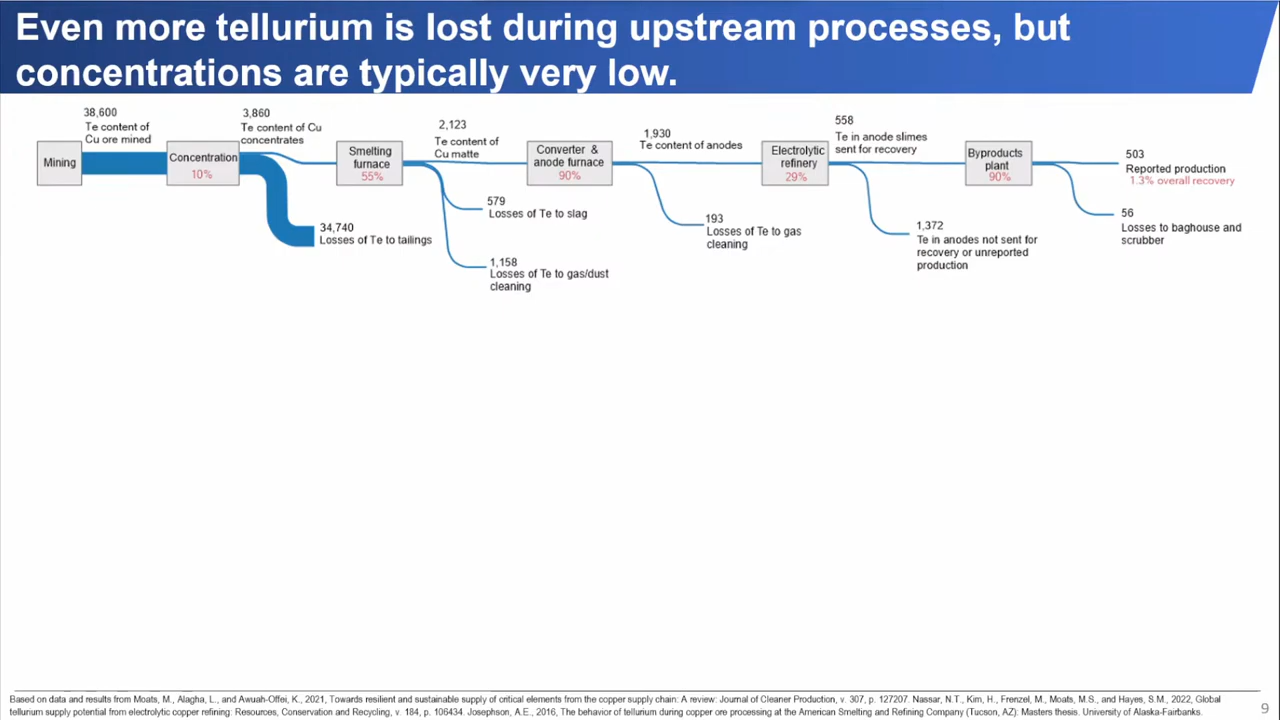 Even more tellurium is lost during upstream processes, but
concentrations are typically very low.
38,600
Te content of
Cu ore mined
3,860
Te content of Cu
concentrates
2,123
Te content of
Cu matte
1,930
Te content of anodes
558
Te in anode slimes
sent for recovery
Mining
Concentration
10%
Smelting
furnace
55%
Converter &
anode furnace
90%
Electrolytic
refinery
29%
Byproducts
plant
90%
503
Reported production
1.3% overall recovery
34,740
Losses of Te to tailings
579
Losses of Te to slag
1,158
Losses of Te to gas/dust
cleaning
193
Losses of Te to gas
cleaning
1,372
Te in anodes not sent for
recovery or unreported
production
56
Losses to baghouse and
scrubber
Based on data and results from Moats, M., Alagha, L., and Awuah-Offei, K., 2021, Towards resilient and sustainable supply of critical elements from the copper supply chain: A review: Journal of Cleaner Production, v. 307, p. 127207. Nassar, N.T., Kim, H., Frenzel, M., Moats, M.S., and Hayes, S.M., 2022, Global
tellurium supply potential from electrolytic copper refining: Resources, Conservation and Recycling, v. 184, p. 106434. Josephson, A.E., 2016, The behavior of tellurium during copper ore processing at the American Smelting and Refining Company (Tucson, AZ): Masters thesis. University of Alaska-Fairbanks.
9